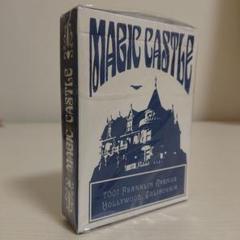 MAGIC CASTLE
7001 FRANKLIN AVENUE
HOLLYWOOD, CALIFORNIA
MAGIC CASTLE